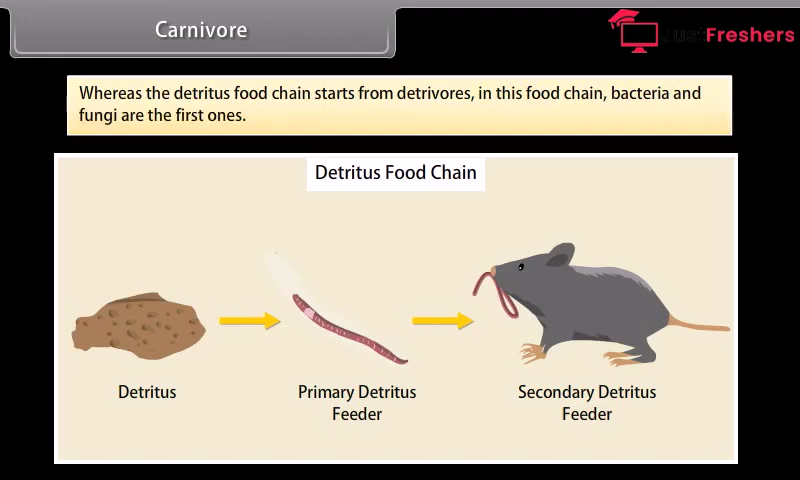 Carnivore
JustFreshers
Whereas the detritus food chain starts from detrivores, in this food chain, bacteria and
fungi are the first ones.
Detritus Food Chain
Detritus
Primary Detritus
Feeder
Secondary Detritus
Feeder